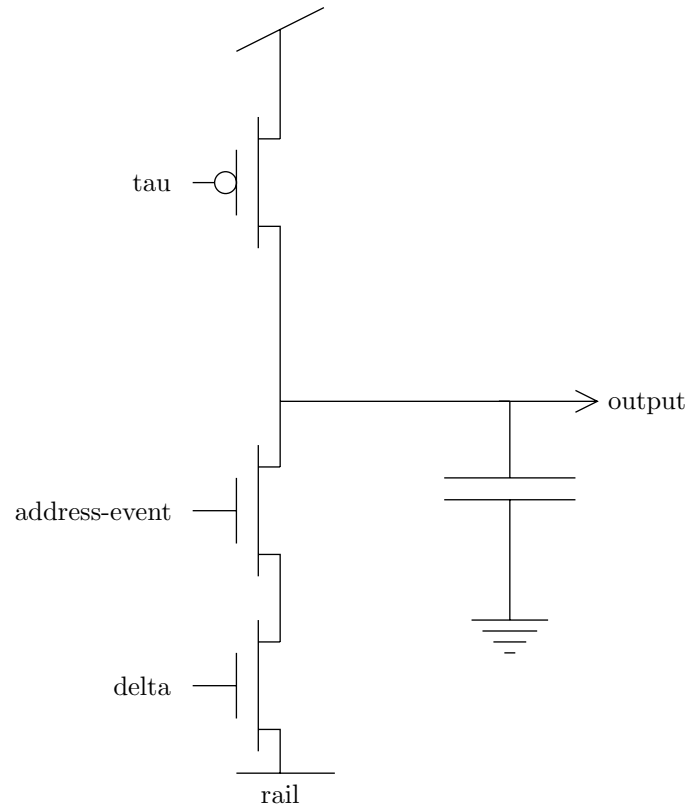 tau
output
address-event
delta
rail